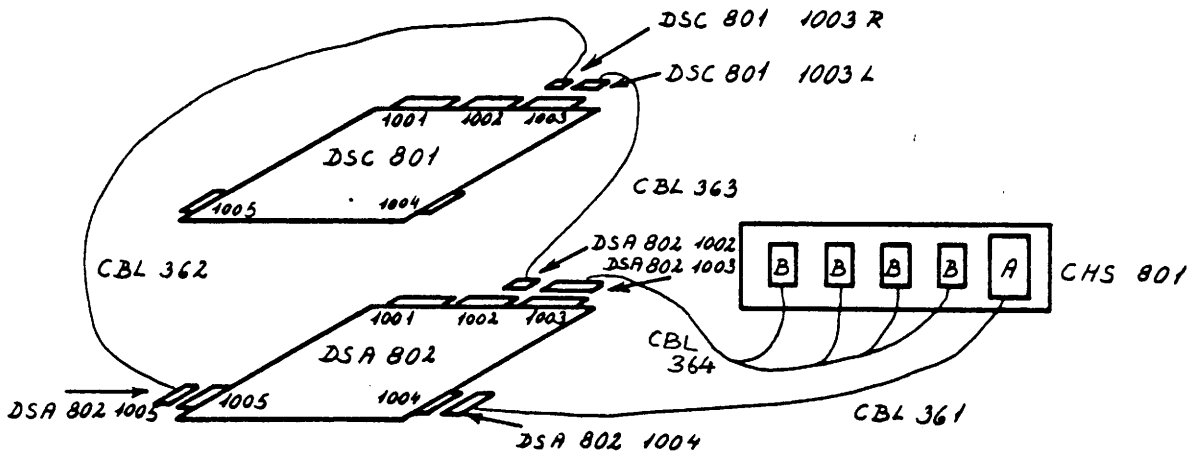 DSC 801 1003 R
DSC 801 1003 L
1001 1002 1003
DSC 801
1004
1005
CBL 363
CBL 362
DSA 802 1002
DSA 802 1003
B B B B A
CHS 801
1001 1002 1003
DSA 802
CBL
364
1004
1005
DSA 802 1005
CBL 361
DSA 802 1004